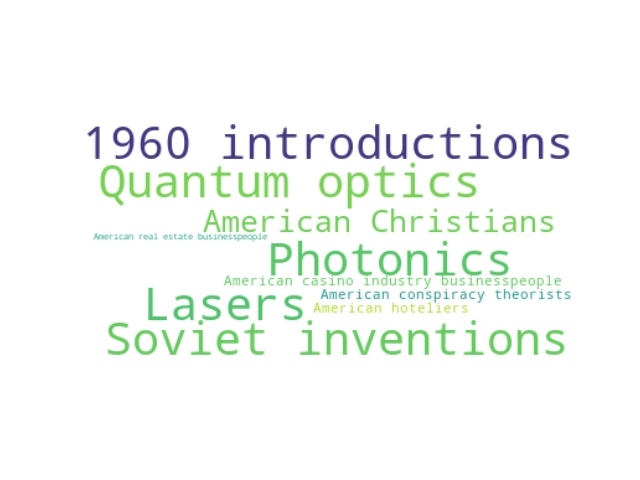 1960 introductions
Quantum optics
American Christians
American real estate businesspeople
Photonics
American casino industry businesspeople
Lasers
American conspiracy theorists
American hoteliers
Soviet inventions